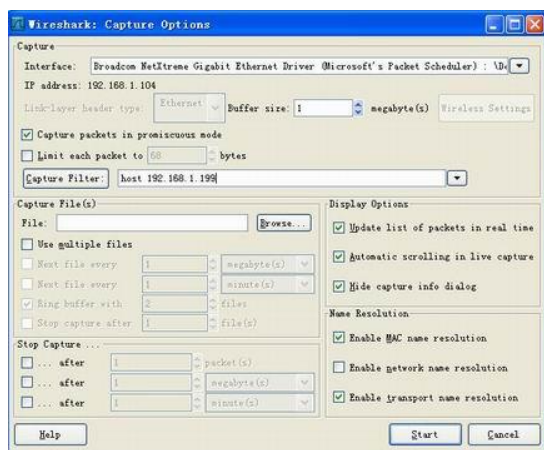 Wireshark: Capture Options
Capture
Interface: Broadcom NetXtreme Gigabit Ethernet Driver (Microsoft's Packet Scheduler) : \De
IP address: 192.168.1.104
Link-layer header type: Ethernet Buffer size: 1 megabyte(s) Wireless Settings
Capture packets in promiscuous mode
Limit each packet to 68 bytes
Capture Filter: host 192.168.1.199
Capture File(s)
File: Browse...
Use multiple files
Next file every 1 megabyte(s)
Next file every 1 minute(s)
Ring buffer with 2 files
Stop capture after 1 file(s)
Stop Capture ...
... after 1 packet(s)
... after 1 megabyte(s)
... after 1 minute(s)
Display Options
Update list of packets in real time
Automatic scrolling in live capture
Hide capture info dialog
Name Resolution
Enable MAC name resolution
Enable network name resolution
Enable transport name resolution
Help Start Cancel